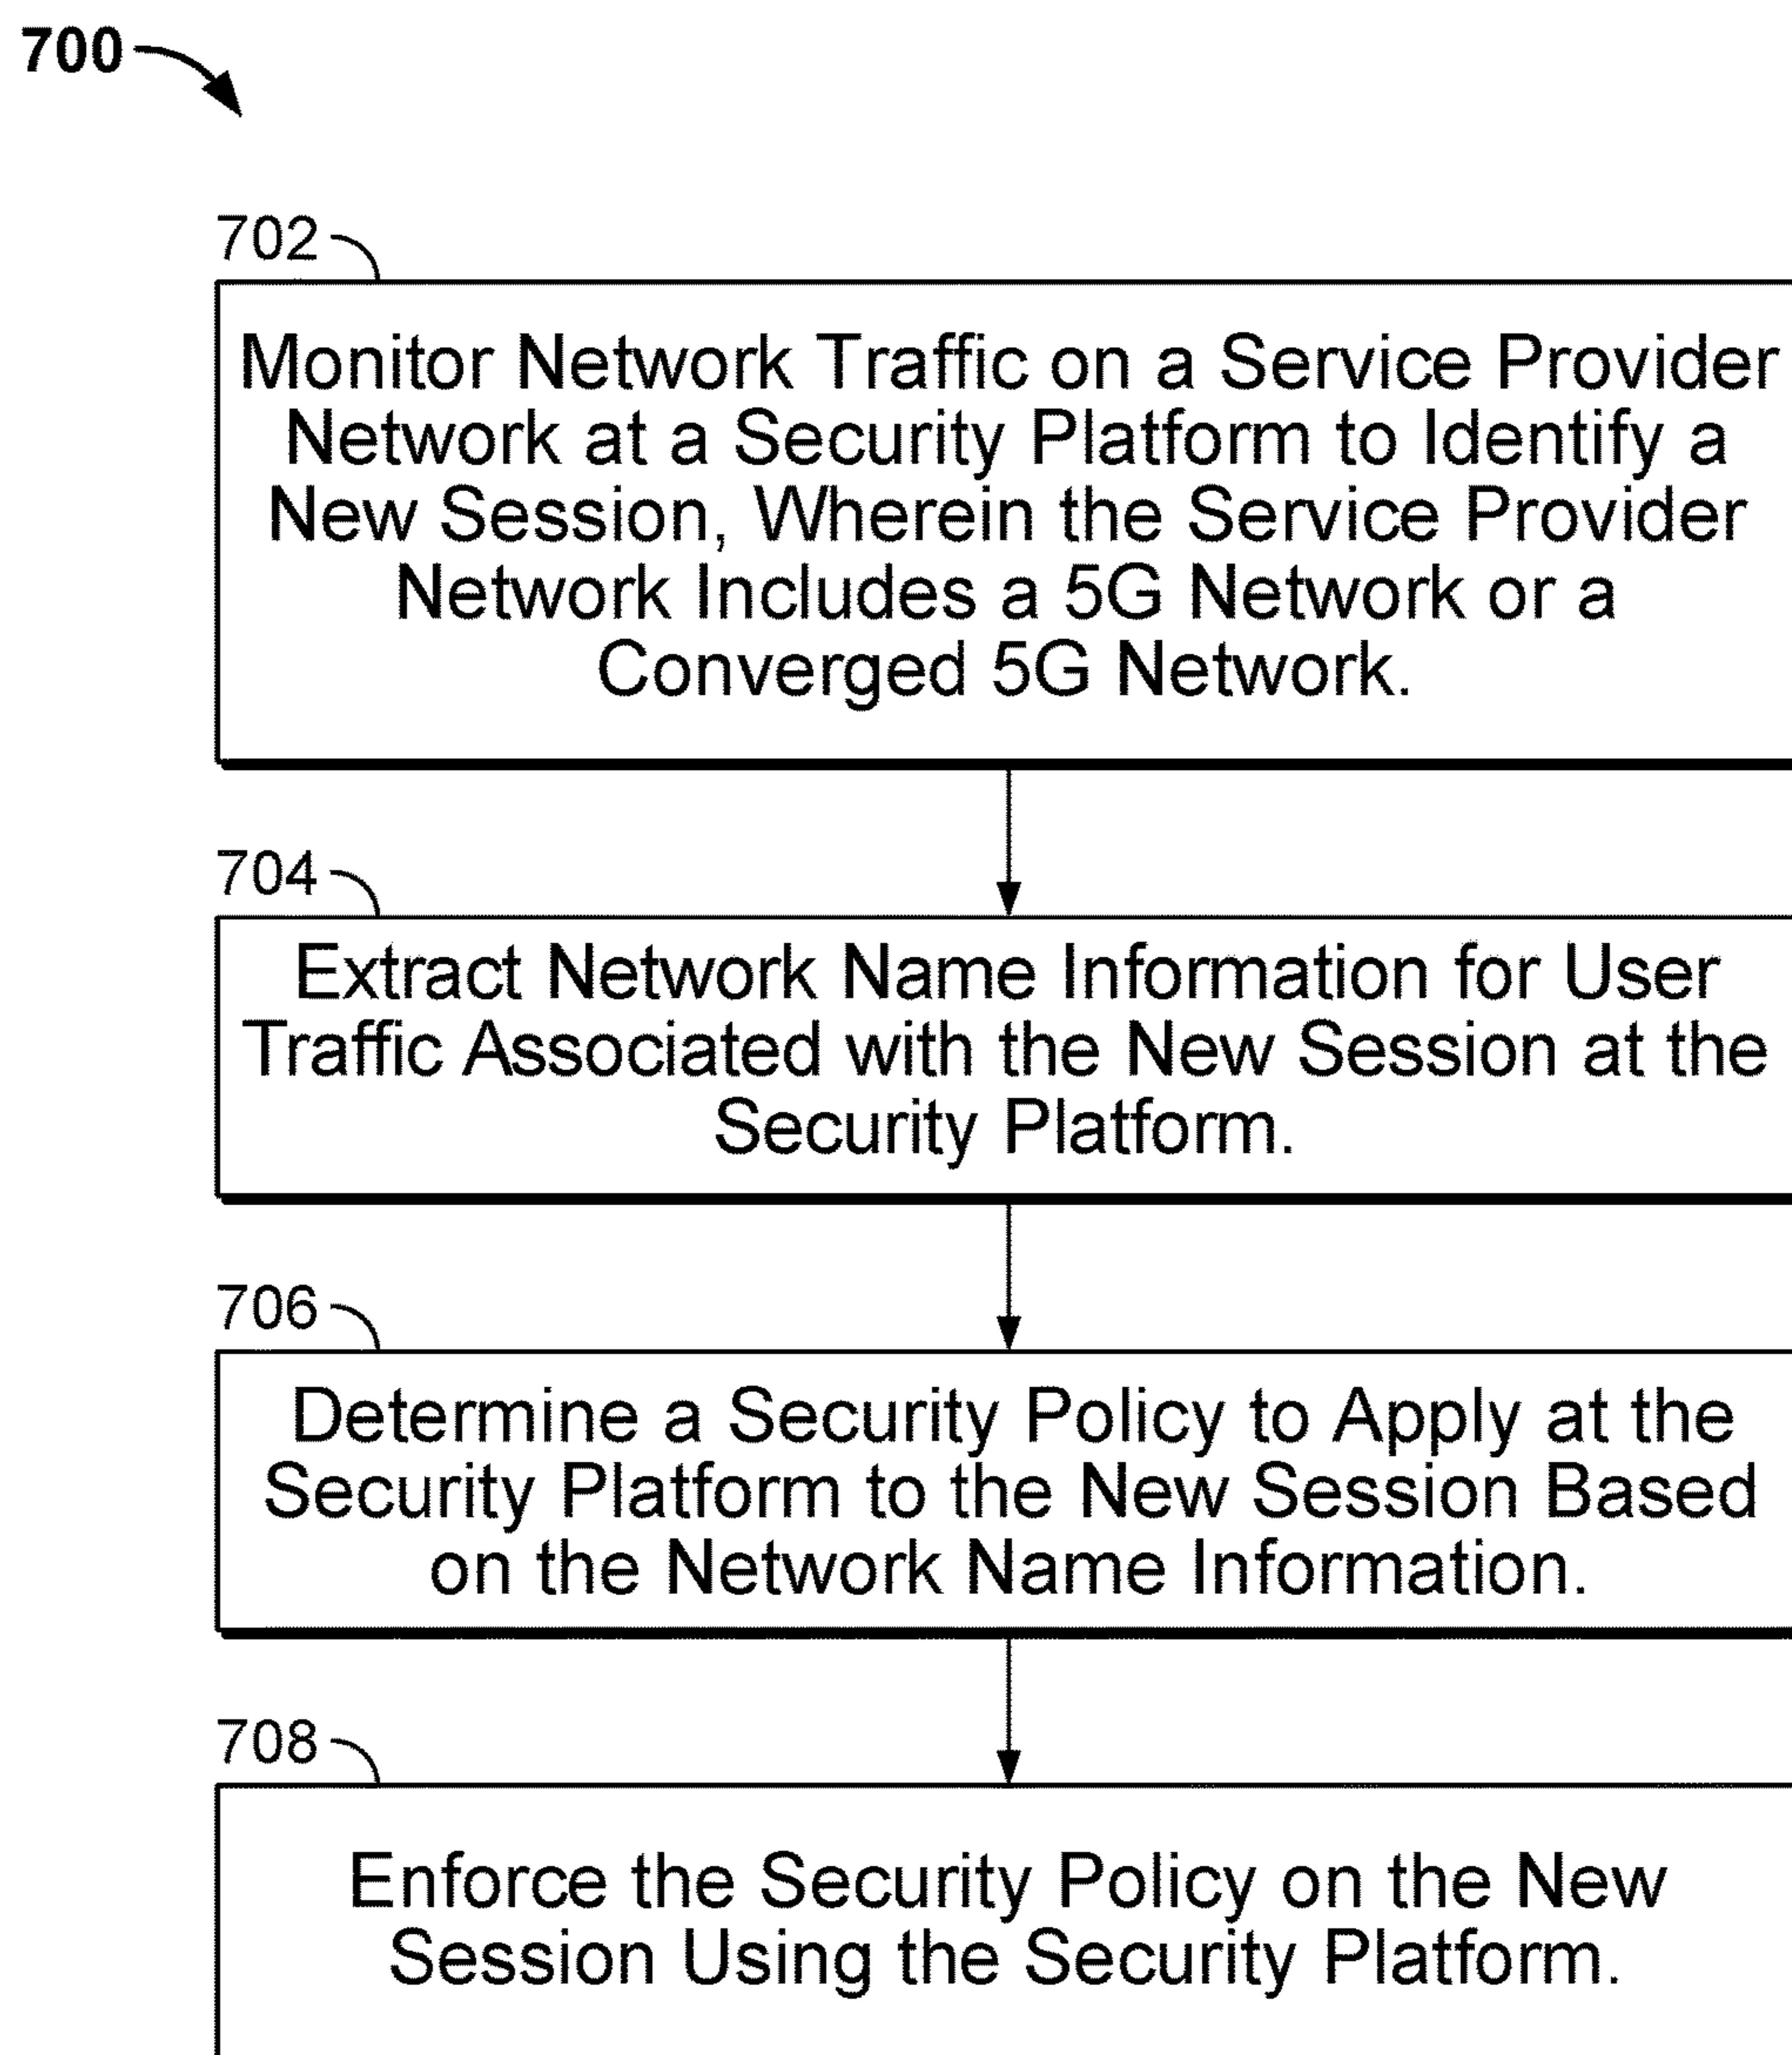 700
702
Monitor Network Traffic on a Service Provider
Network at a Security Platform to Identify a
New Session, Wherein the Service Provider
Network Includes a 5G Network or a
Converged 5G Network.
704
Extract Network Name Information for User
Traffic Associated with the New Session at the
Security Platform.
706
Determine a Security Policy to Apply at the
Security Platform to the New Session Based
on the Network Name Information.
708
Enforce the Security Policy on the New
Session Using the Security Platform.